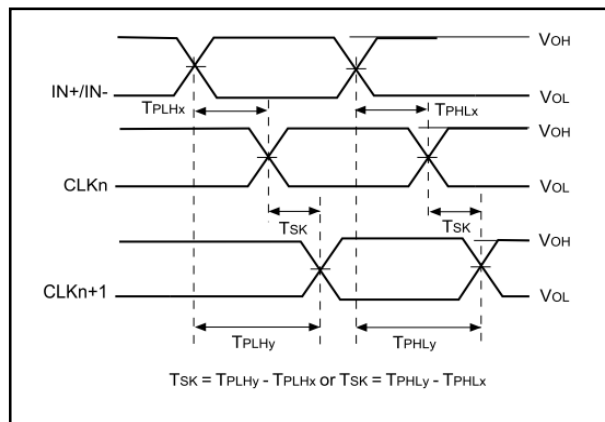 VOH
IN+/IN-
VOL
TPLHx
TPHLx
VOH
CLKn
VOL
TSK
TSK
VOH
CLKn+1
VOL
TPLHy
TPHLy
TSK = TPLHy - TPLHx or TSK = TPHLy - TPHLx